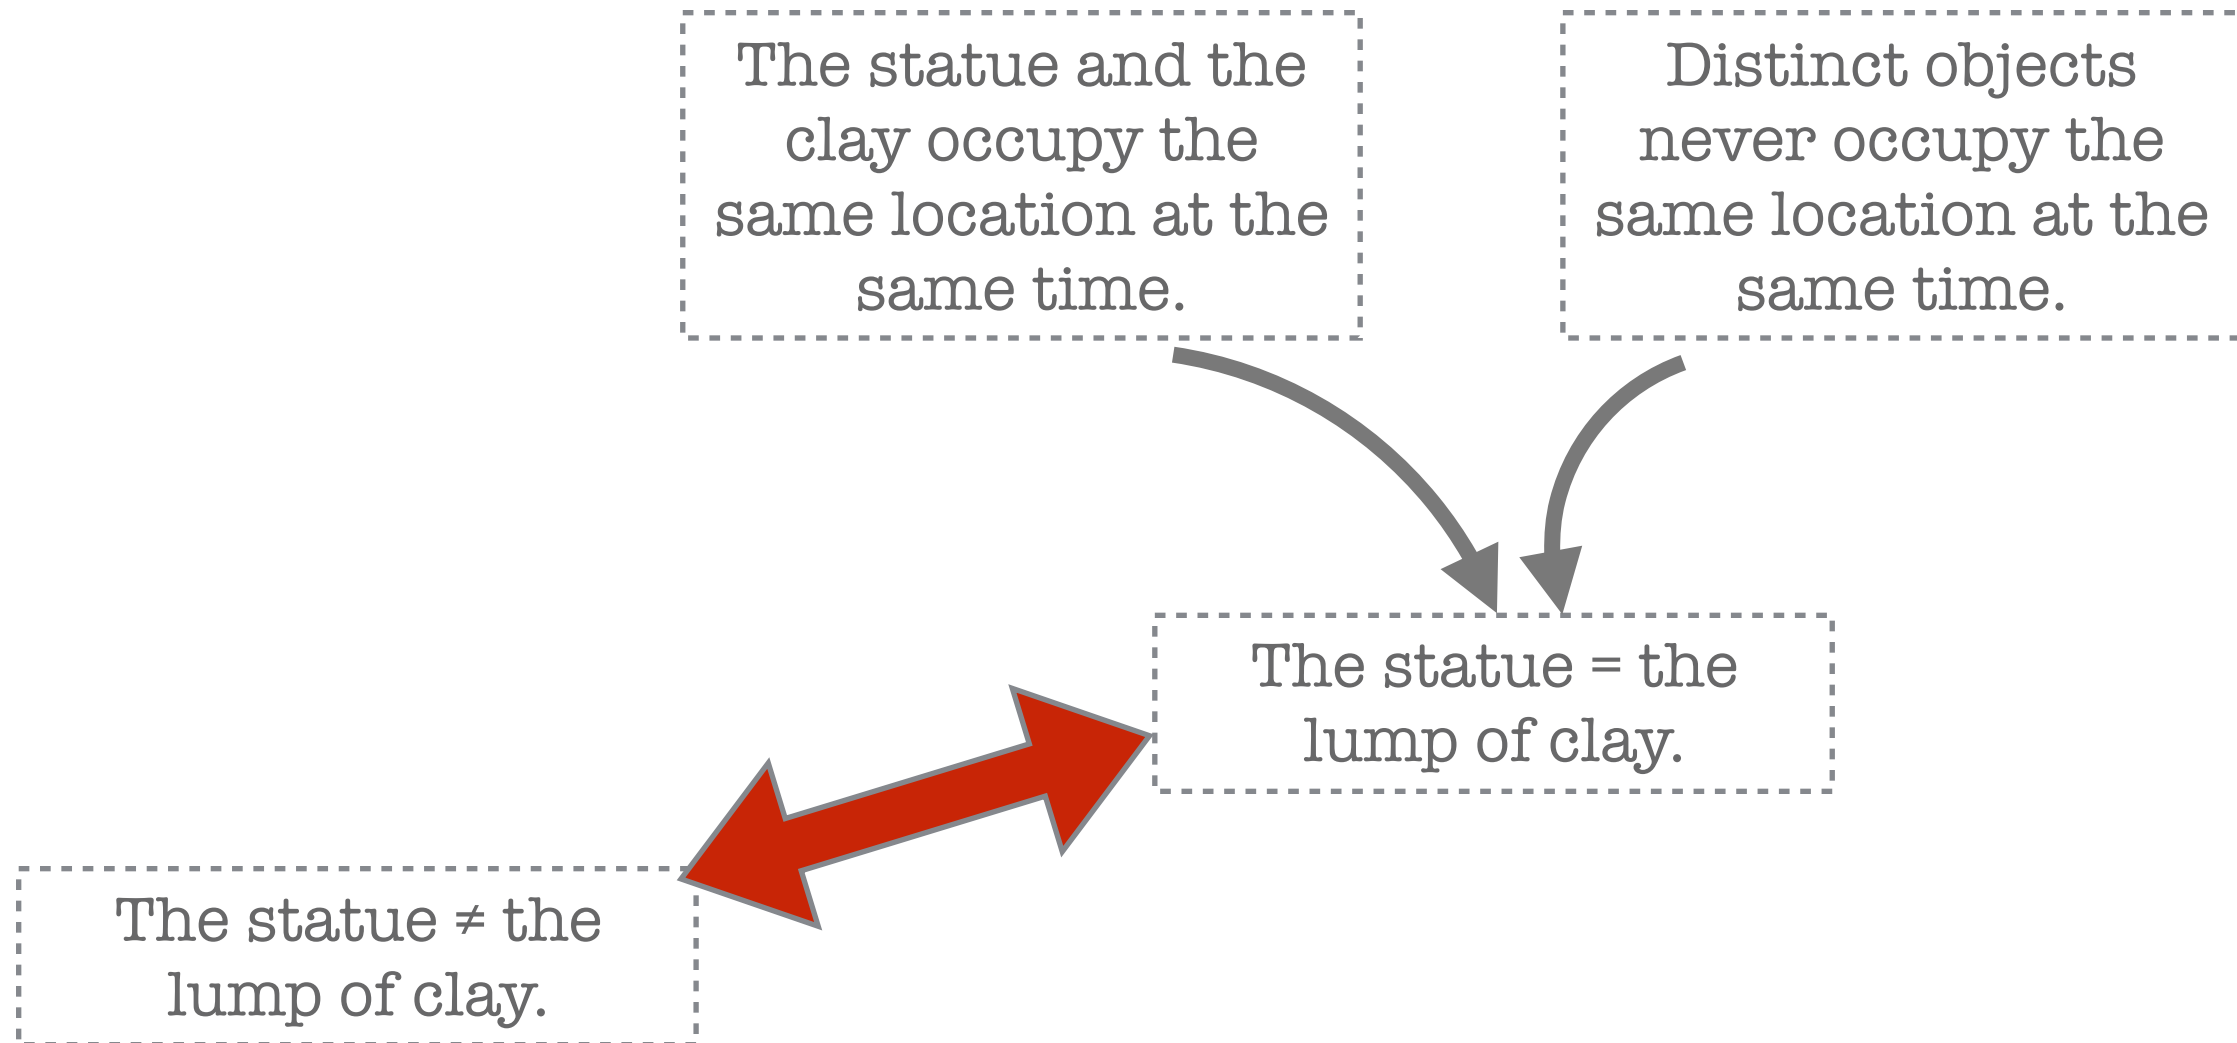 The statue and the
clay occupy the
same location at the
same time.
Distinct objects
never occupy the
same location at the
same time.
The statue = the
lump of clay.
The statue ≠ the
lump of clay.